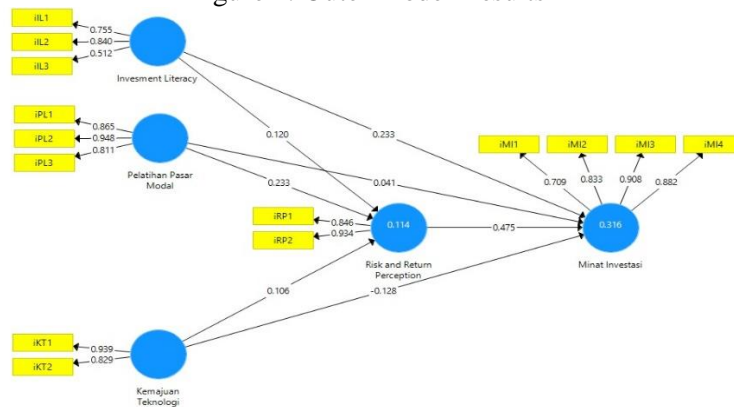 iIL1
0.755
iIL2
0.840
iIL3
0.512
Invesment Literacy
iPL1
0.865
iPL2
0.948
iPL3
0.811
Pelatihan Pasar
Modal
0.120
0.233
0.233
0.041
iMI1
iMI2
iMI3
iMI4
0.709
0.833
0.908
0.882
iRP1
0.846
iRP2
0.934
0.114
Risk and Return
Perception
0.475
0.316
Minat Investasi
0.106
-0.128
iKT1
0.939
iKT2
0.829
Kemajuan
Teknologi